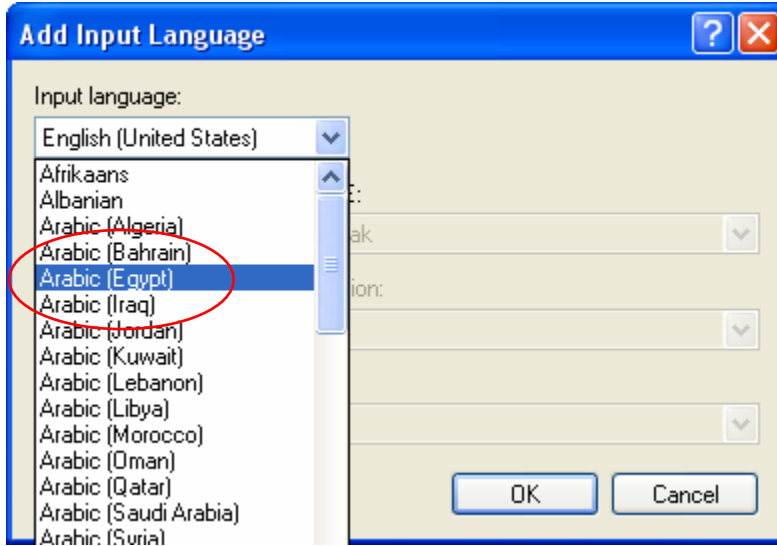 Add Input Language
Input language:
English (United States)
Afrikaans
Albanian
Arabic (Algeria)
Arabic (Bahrain)
Arabic (Egypt)
Arabic (Iraq)
Arabic (Jordan)
Arabic (Kuwait)
Arabic (Lebanon)
Arabic (Libya)
Arabic (Morocco)
Arabic (Oman)
Arabic (Qatar)
Arabic (Saudi Arabia)
Arabic (Syria)
E:
ak
ion:
OK
Cancel